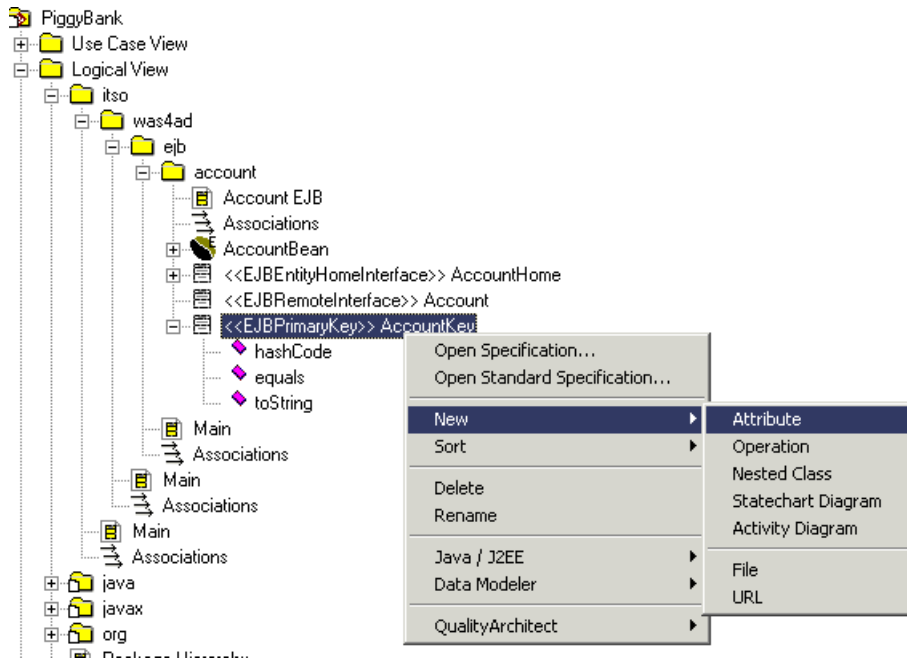 PiggyBank
Use Case View
Logical View
itso
was4ad
ejb
account
Account EJB
Associations
AccountBean
<<EJBEntityHomeInterface>> AccountHome
<<EJBRemoteInterface>> Account
<<EJBPrimaryKey>> AccountKey
hashCode
equals
toString
Main
Associations
Main
Associations
Main
Associations
java
javax
org
Package Hierarchy
Open Specification...
Open Standard Specification...
New
Sort
Delete
Rename
Java / J2EE
Data Modeler
QualityArchitect
Attribute
Operation
Nested Class
Statechart Diagram
Activity Diagram
File
URL